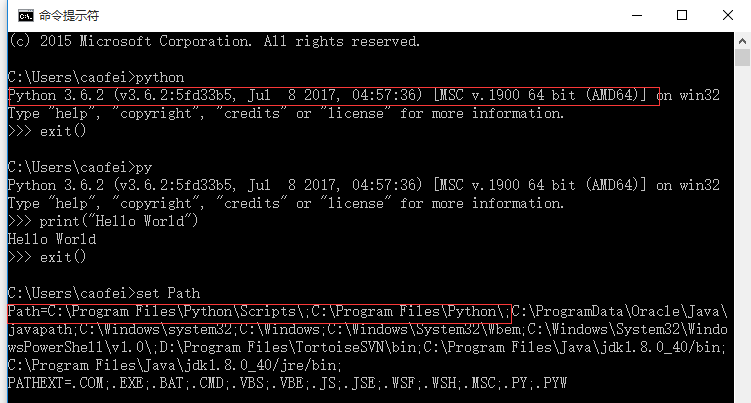 命令提示符
(c) 2015 Microsoft Corporation. All rights reserved.
C:\Users\caofei>python
Python 3.6.2 (v3.6.2:5fd33b5, Jul  8 2017, 04:57:36) [MSC v.1900 64 bit (AMD64)] on win32
Type "help", "copyright", "credits" or "license" for more information.
>>> exit()
C:\Users\caofei>py
Python 3.6.2 (v3.6.2:5fd33b5, Jul  8 2017, 04:57:36) [MSC v.1900 64 bit (AMD64)] on win32
Type "help", "copyright", "credits" or "license" for more information.
>>> print("Hello World")
Hello World
>>> exit()
C:\Users\caofei>set Path
Path=C:\Program Files\Python\Scripts\;C:\Program Files\Python\;C:\ProgramData\Oracle\Java\
javapath;C:\Windows\system32;C:\Windows;C:\Windows\System32\Wbem;C:\Windows\System32\Windo
wsPowerShell\v1.0\;D:\Program Files\TortoiseSVN\bin;C:\Program Files\Java\jdk1.8.0_40/bin;
C:\Program Files\Java\jdk1.8.0_40/jre/bin;
PATHEXT=.COM;.EXE;.BAT;.CMD;.VBS;.VBE;.JS;.JSE;.WSF;.WSH;.MSC;.PY;.PYW